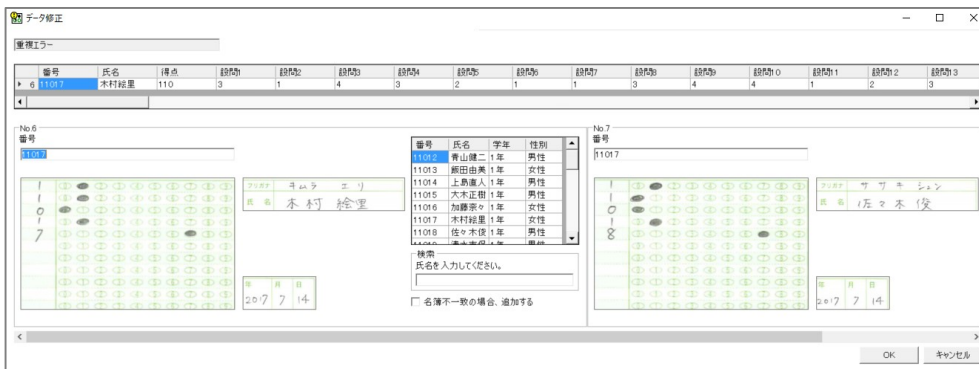 データ修正
重複エラー
番号 氏名 得点 設問1 設問2 設問3 設問4 設問5 設問6 設問7 設問8 設問9 設問10 設問11 設問12 設問13
6 11017 木村絵里 110 3 1 4 3 2 1 1 3 4 4 1 2 3
No.6
番号
11017
1
1
0
1
7
フリガナ キムラ エリ
氏名 木村 絵里
年 月 日
2017 7 14
番号 氏名 学年 性別
11012 青山健二 1年 男性
11013 飯田由美 1年 女性
11014 上島直人 1年 男性
11015 大木正樹 1年 男性
11016 加藤奈々 1年 女性
11017 木村絵里 1年 女性
11018 佐々木俊 1年 男性
検索
氏名を入力してください。
名簿不一致の場合、追加する
No.7
番号
11017
1
1
0
1
8
フリガナ ササキ シュン
氏名 佐々木 俊
年 月 日
2017 7 14
OK キャンセル